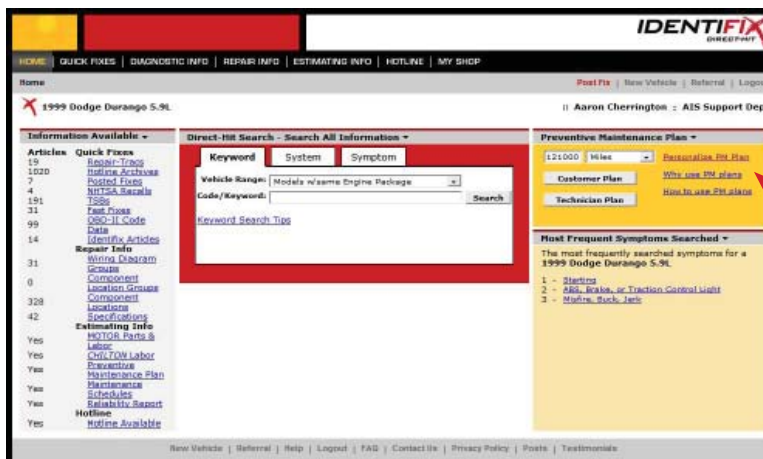 IDENTIFIX
DIRECT-HIT
HOME | QUICK FIXES | DIAGNOSTIC INFO | REPAIR INFO | ESTIMATING INFO | HOTLINE | MY SHOP
Home
Post Fix | New Vehicle | Referral | Logo
1999 Dodge Durango 5.9L
Aaron Cherrington :: AIS Support Dep
Information Available
Articles Quick Fixes
19 Repair-Tracs
1020 Hotline Archives
7 Posted Fixes
4 NHTSA Recalls
191 TSBs
31 Fast Fixes
99 OBD-II Code
Data
14 Identifix Articles
Repair Info
31 Wiring Diagram
Groups
0 Component
Location Groups
328 Component
Locations
42 Specifications
Estimating Info
Yes MOTOR Parts &
Labor
Yes CHILTON Labor
Yes Preventive
Maintenance Plan
Yes Maintenance
Schedules
Yes Reliability Report
Hotline
Yes Hotline Available
Direct-Hit Search - Search All Information
Keyword System Symptom
Vehicle Range: Models w/same Engine Package
Code/Keyword: Search
Keyword Search Tips
Preventive Maintenance Plan
121000 Miles Personalize PM Plan
Customer Plan Why use PM plans
Technician Plan How to use PM plans
Most Frequent Symptoms Searched
The most frequently searched symptoms for a
1999 Dodge Durango 5.9L
1 - Starting
2 - ABS, Brake, or Traction Control Light
3 - Misfire, Buck, Jerk
New Vehicle | Referral | Help | Logout | FAQ | Contact Us | Privacy Policy | Posts | Testimonials